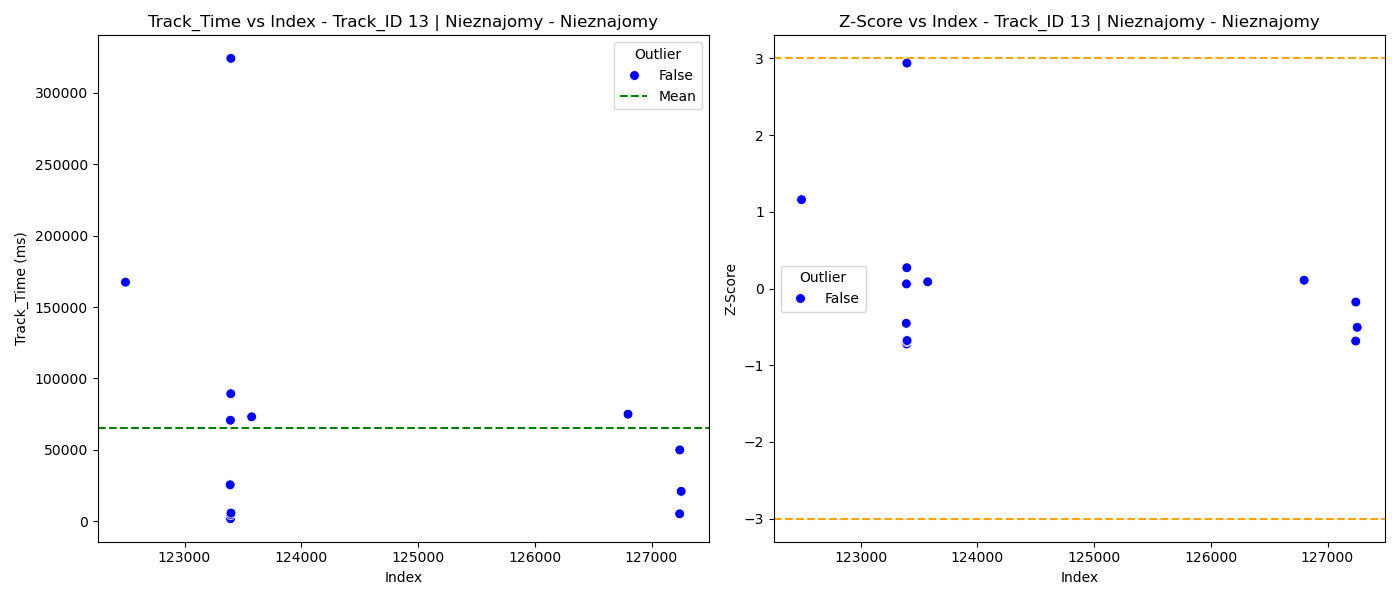 Track_Time vs Index - Track_ID 13 | Nieznajomy - Nieznajomy
Track_Time (ms)
300000
250000
200000
150000
100000
50000
0
123000 124000 125000 126000 127000
Index
Outlier
False
Mean
Z-Score vs Index - Track_ID 13 | Nieznajomy - Nieznajomy
Z-Score
3
2
1
0
−1
−2
−3
123000 124000 125000 126000 127000
Index
Outlier
False